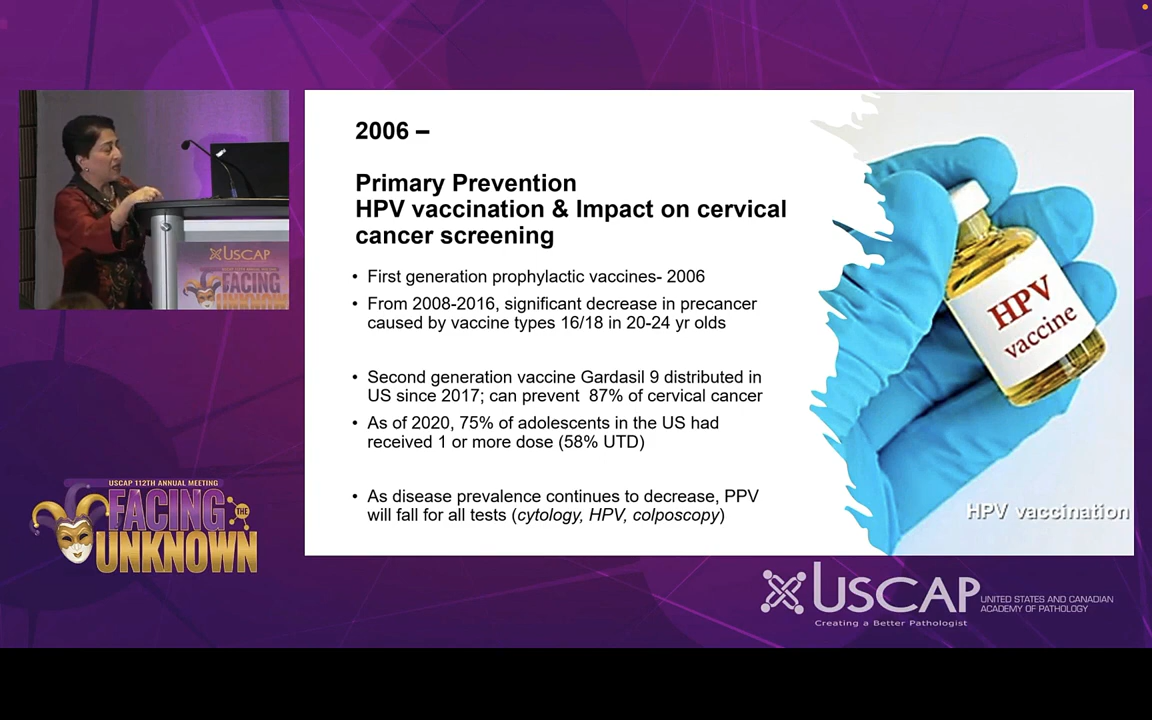 2006 –
Primary Prevention
HPV vaccination & Impact on cervical
cancer screening
• First generation prophylactic vaccines- 2006
• From 2008-2016, significant decrease in precancer
caused by vaccine types 16/18 in 20-24 yr olds
• Second generation vaccine Gardasil 9 distributed in
US since 2017; can prevent  87% of cervical cancer
• As of 2020, 75% of adolescents in the US had
received 1 or more dose (58% UTD)
• As disease prevalence continues to decrease, PPV
will fall for all tests (cytology, HPV, colposcopy)
HPV
vaccine
HPV vaccination
USCAP
FACING
UNKNOWN
USCAP 112TH ANNUAL MEETING
FACING THE
UNKNOWN
USCAP
UNITED STATES AND CANADIAN
ACADEMY OF PATHOLOGY
Creating a Better Pathologist